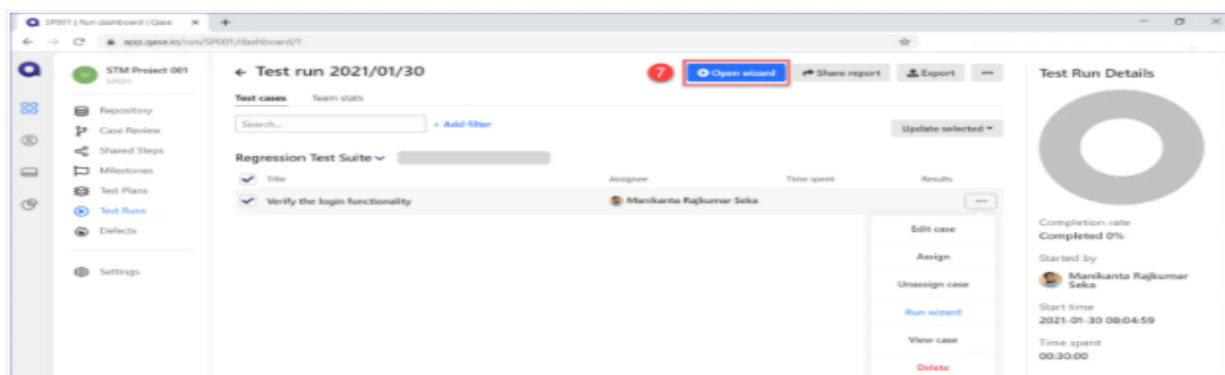 SP001 | Run dashboard | Qase
app.qase.io/run/SP001/dashboard/1
STM Project 001
SP001
Repository
Case Review
Shared Steps
Milestones
Test Plans
Test Runs
Defects
Settings
← Test run 2021/01/30
7
Open wizard
Share report
Export
Test cases Team stats
Search... + Add filter
Update selected
Regression Test Suite
Title Assignee Time spent Results
Verify the login functionality Manikanta Rajkumar Seka
Edit case
Assign
Unassign case
Run wizard
View case
Delete
Test Run Details
Completion rate
Completed 0%
Started by
Manikanta Rajkumar
Seka
Start time
2021-01-30 08:04:59
Time spent
00:30:00